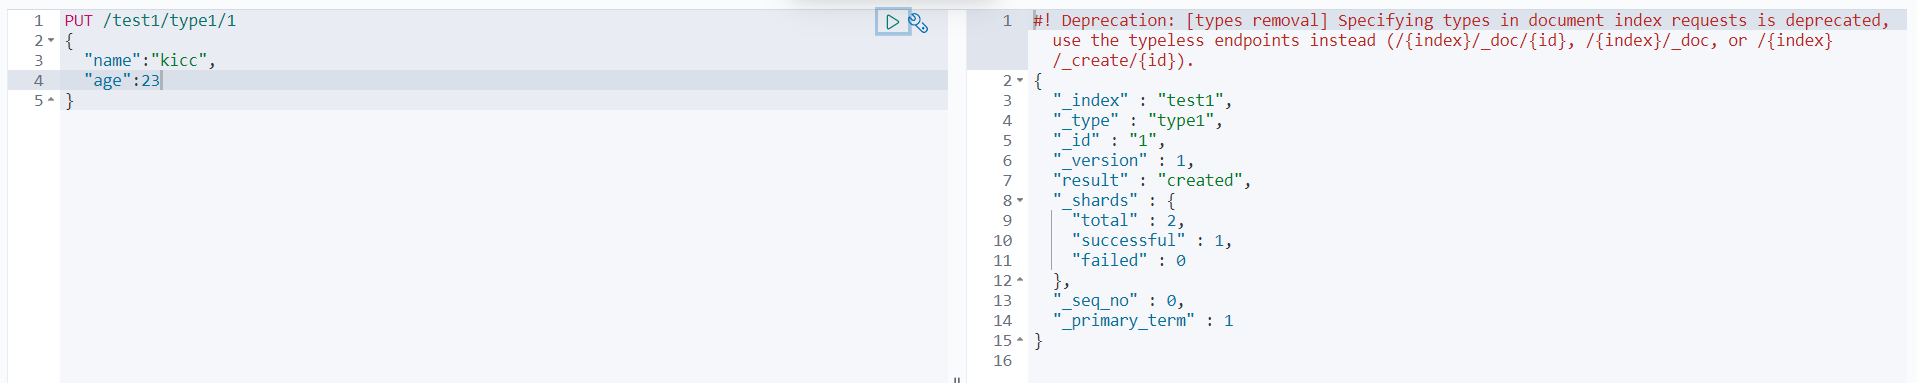 1 PUT /test1/type1/1
2 {
3 "name":"kicc",
4 "age":23
5 }
1 #! Deprecation: [types removal] Specifying types in document index requests is deprecated,
use the typeless endpoints instead (/{index}/_doc/{id}, /{index}/_doc, or /{index}
/_create/{id}).
2 {
3 "_index" : "test1",
4 "_type" : "type1",
5 "_id" : "1",
6 "_version" : 1,
7 "result" : "created",
8 "_shards" : {
9 "total" : 2,
10 "successful" : 1,
11 "failed" : 0
12 },
13 "_seq_no" : 0,
14 "_primary_term" : 1
15 }
16